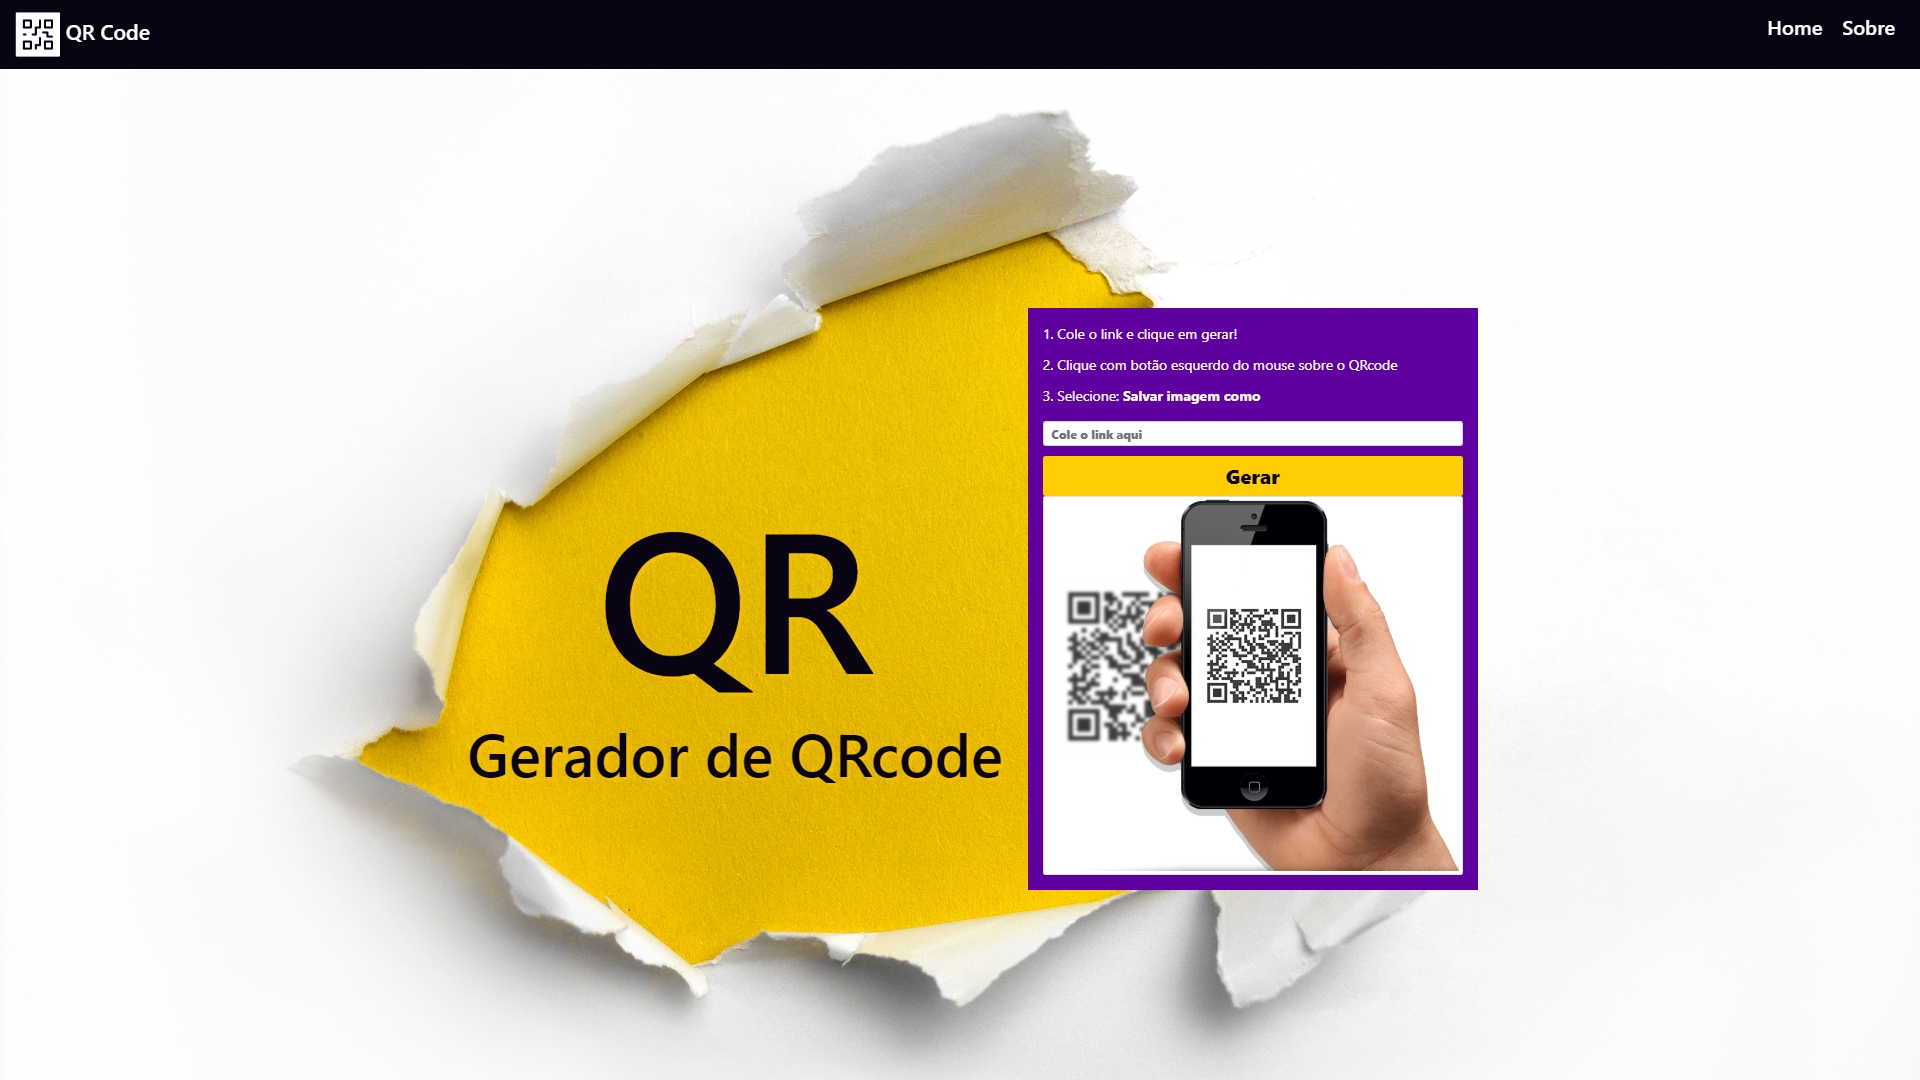 QR Code
Home
Sobre
1. Cole o link e clique em gerar!
2. Clique com botão esquerdo do mouse sobre o QRcode
3. Selecione: Salvar imagem como
Cole o link aqui
Gerar
QR
Gerador de QRcode